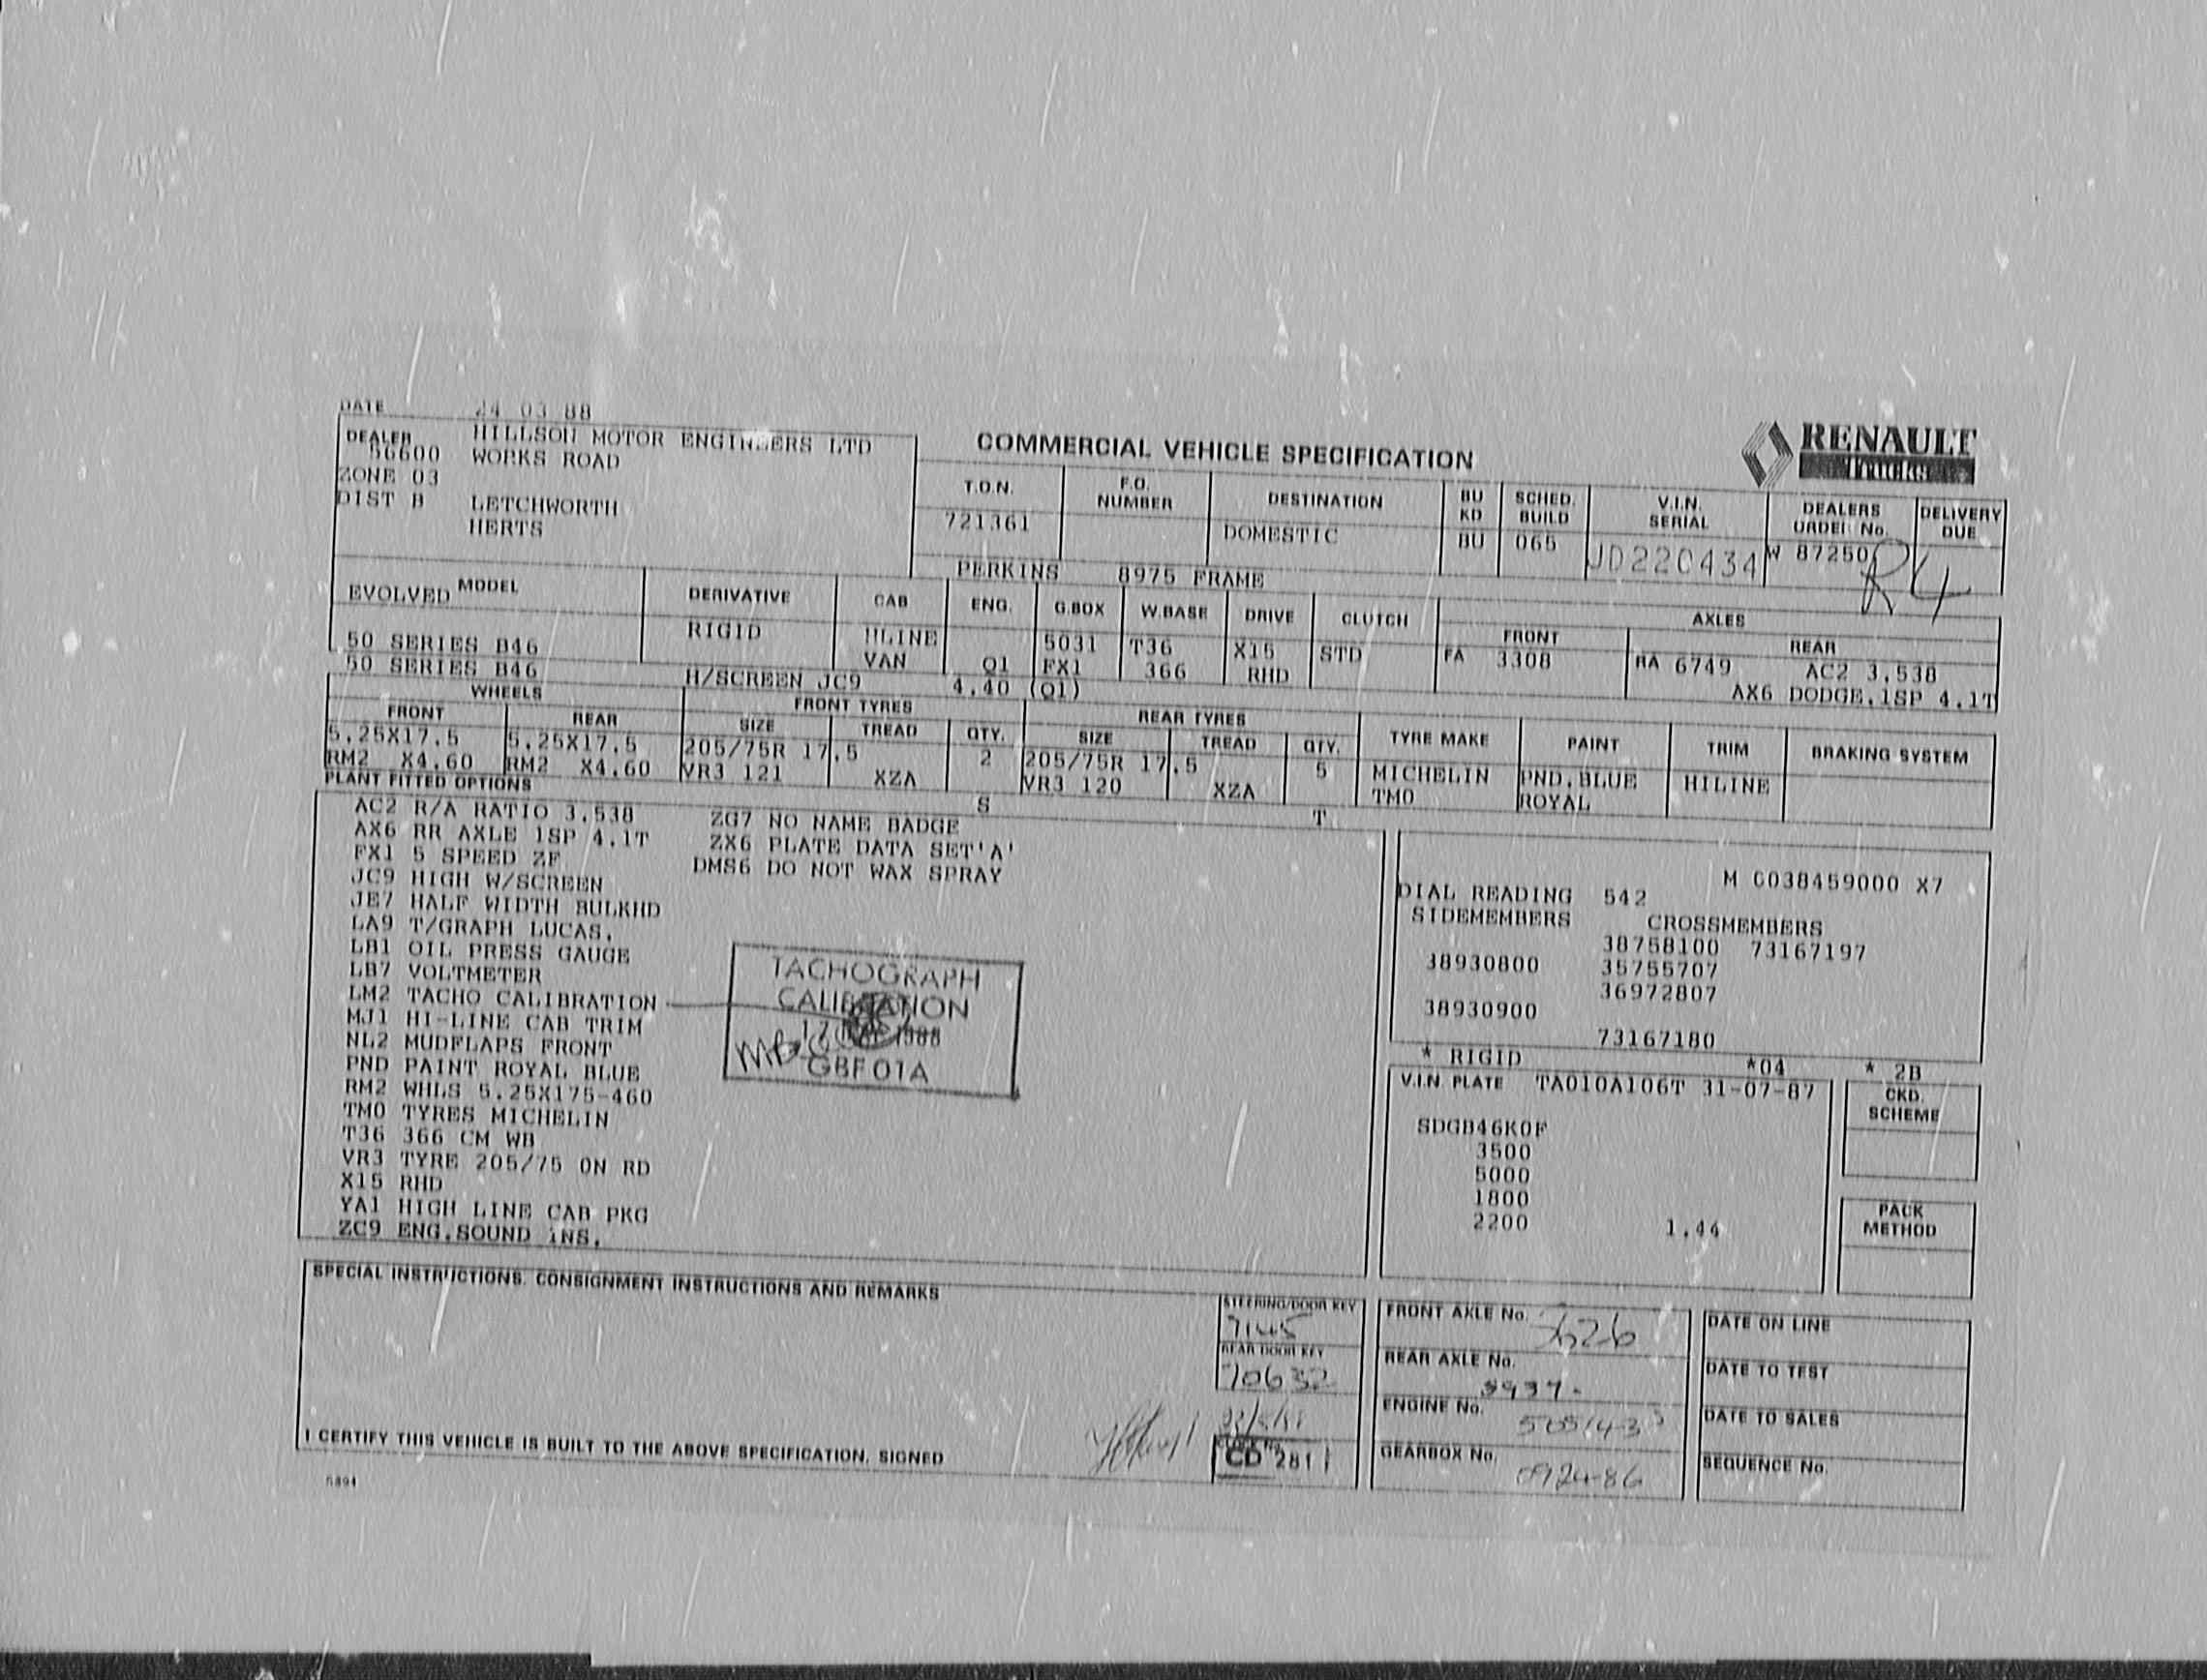 DATE 24 03 88
DEALER HILLSON MOTOR ENGINEERS LTD
56600 WORKS ROAD
ZONE 03
DIST B LETCHWORTH
HERTS
COMMERCIAL VEHICLE SPECIFICATION
RENAULT
Trucks
T.O.N. F.O. NUMBER DESTINATION BU KD SCHED. BUILD V.I.N. SERIAL DEALERS ORDER No. DELIVERY DUE
721361 DOMESTIC BU 065 JD220434 W 87250
R4
PERKINS 8975 FRAME
EVOLVED MODEL DERIVATIVE CAB ENG. G.BOX W.BASE DRIVE CLUTCH AXLES
FRONT REAR
50 SERIES B46 RIGID HLINE 5031 T36 X15 STD FA 3308 RA 6749 AC2 3,538
50 SERIES B46 VAN Q1 FX1 366 RHD AX6 DODGE,1SP 4.1T
H/SCREEN JC9 4,40 (Q1)
WHEELS FRONT TYRES REAR TYRES
FRONT REAR SIZE TREAD QTY. SIZE TREAD QTY. TYRE MAKE PAINT TRIM BRAKING SYSTEM
5.25X17.5 5.25X17.5 205/75R 17.5 2 205/75R 17.5 5 MICHELIN PND,BLUE HILINE
RM2 X4.60 RM2 X4.60 VR3 121 XZA VR3 120 XZA TMO ROYAL
PLANT FITTED OPTIONS S T
AC2 R/A RATIO 3,538 ZG7 NO NAME BADGE
AX6 RR AXLE 1SP 4.1T ZX6 PLATE DATA SET'A'
FX1 5 SPEED ZF DMS6 DO NOT WAX SPRAY
JC9 HIGH W/SCREEN
JE7 HALF WIDTH BULKHD
LA9 T/GRAPH LUCAS,
LB1 OIL PRESS GAUGE
LB7 VOLTMETER
LM2 TACHO CALIBRATION
MJ1 HI-LINE CAB TRIM
NL2 MUDFLAPS FRONT
PND PAINT ROYAL BLUE
RM2 WHLS 5.25X175-460
TMO TYRES MICHELIN
T36 366 CM WB
VR3 TYRE 205/75 ON RD
X15 RHD
YA1 HIGH LINE CAB PKG
ZC9 ENG.SOUND INS,
TACHOGRAPH
CALIBRATION
1988
GBF 01A
M C038459000 X7
DIAL READING 542
SIDEMEMBERS CROSSMEMBERS
38758100 73167197
38930800 35755707
36972807
38930900
73167180
* RIGID *04 * 2B
V.I.N. PLATE TA010A106T 31-07-87
SDGB46K0F
3500
5000
1800
2200 1.44
CKD. SCHEME
PACK METHOD
SPECIAL INSTRUCTIONS. CONSIGNMENT INSTRUCTIONS AND REMARKS
STEERING/DOOR KEY
7145
REAR DOOR KEY
70632
CD 281
FRONT AXLE No. 5626
REAR AXLE No.
ENGINE No.
GEARBOX No.
DATE ON LINE
DATE TO TEST
DATE TO SALES
SEQUENCE No.
I CERTIFY THIS VEHICLE IS BUILT TO THE ABOVE SPECIFICATION. SIGNED
5894